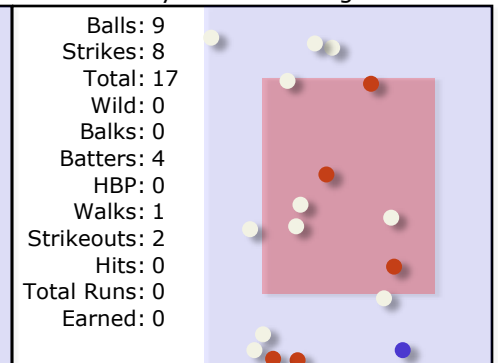 Balls: 9
Strikes: 8
Total: 17
Wild: 0
Balks: 0
Batters: 4
HBP: 0
Walks: 1
Strikeouts: 2
Hits: 0
Total Runs: 0
Earned: 0